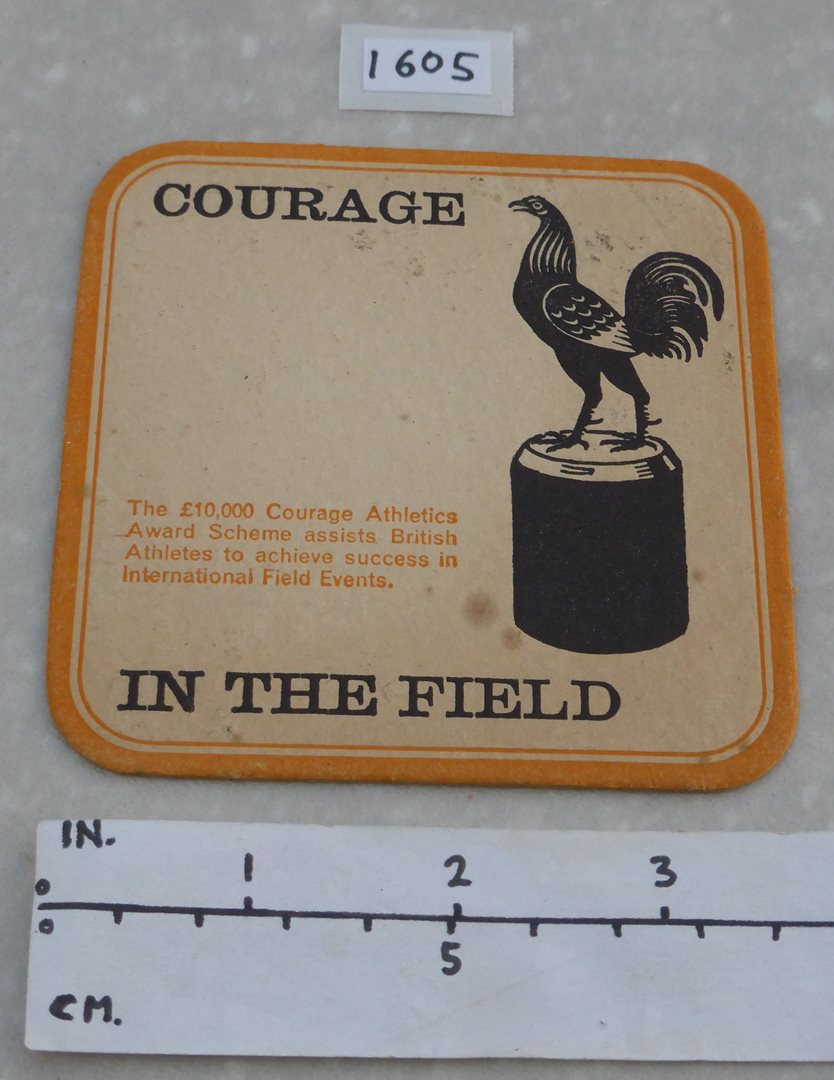 1605
COURAGE
The £10,000 Courage Athletics
Award Scheme assists British
Athletes to achieve success in
International Field Events.
IN THE FIELD
IN.
1 2 3
0
0
5
CM.